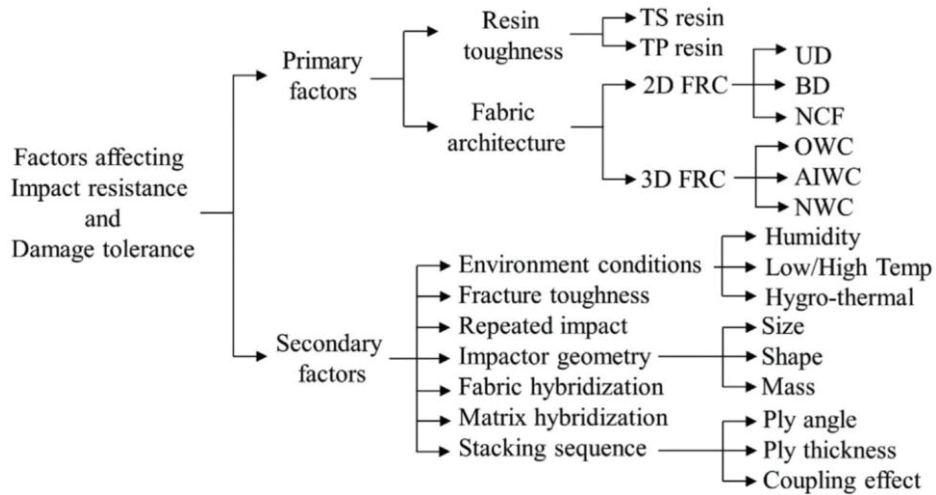 Factors affecting
Impact resistance
and
Damage tolerance
Primary
factors
Resin
toughness
TS resin
TP resin
Fabric
architecture
2D FRC
UD
BD
NCF
3D FRC
OWC
AIWC
NWC
Secondary
factors
Environment conditions
Humidity
Low/High Temp
Hygro-thermal
Fracture toughness
Repeated impact
Impactor geometry
Size
Shape
Mass
Fabric hybridization
Matrix hybridization
Stacking sequence
Ply angle
Ply thickness
Coupling effect